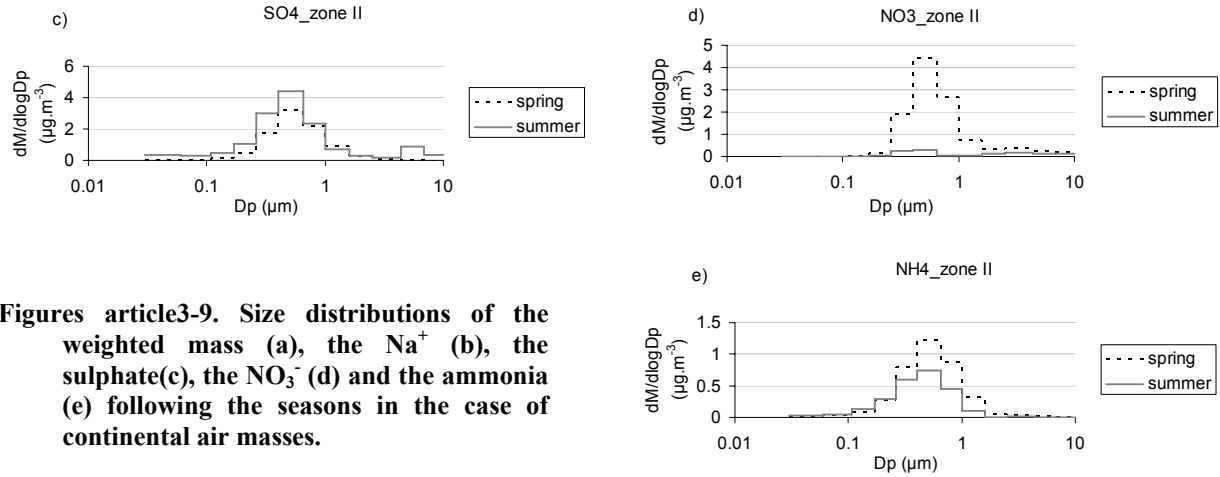 c)
SO4_zone II
dM/dlogDp
(µg.m-3)
6
4
2
0
0.01 0.1 1 10
Dp (µm)
spring
summer
d)
NO3_zone II
dM/dlogDp
(µg.m-3)
5
4
3
2
1
0
0.01 0.1 1 10
Dp (µm)
spring
summer
Figures article3-9. Size distributions of the
weighted mass (a), the Na+ (b), the
sulphate(c), the NO3- (d) and the ammonia
(e) following the seasons in the case of
continental air masses.
e)
NH4_zone II
dM/dlogDp
(µg.m-3)
1.5
1
0.5
0
0.01 0.1 1 10
Dp (µm)
spring
summer